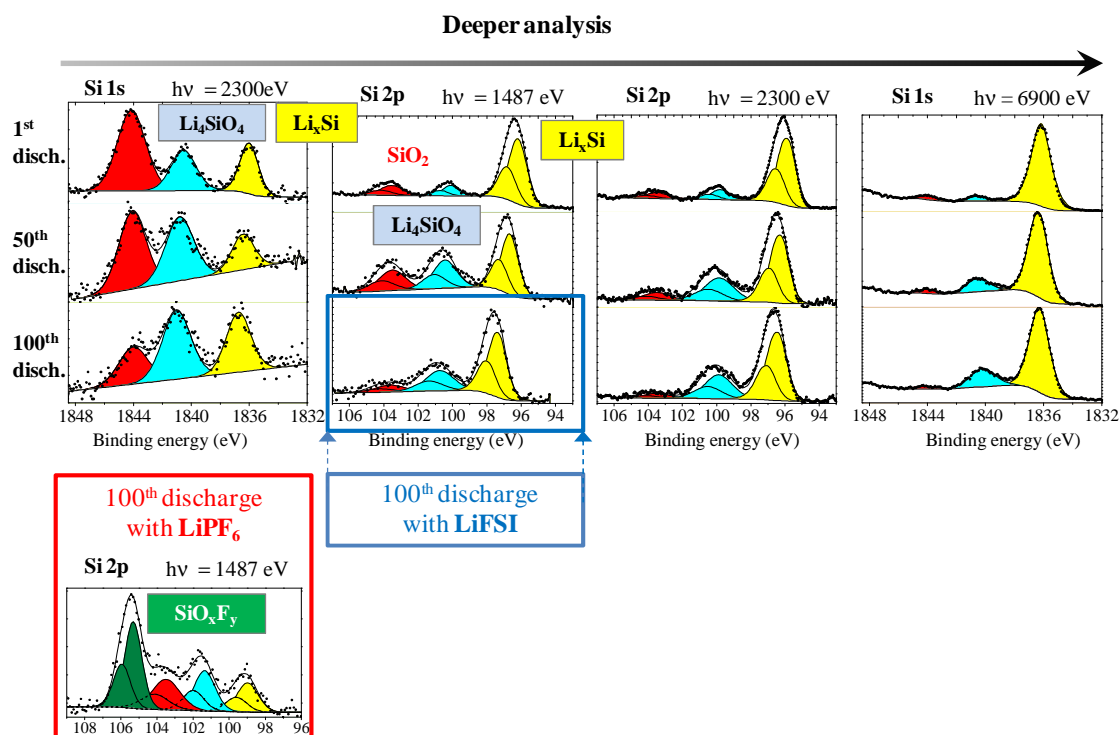 Deeper analysis
Si 1s hν = 2300eV
Si 2p hν = 1487 eV
Si 2p hν = 2300 eV
Si 1s hν = 6900 eV
1st disch.
50th disch.
100th disch.
Li4SiO4
LixSi
SiO2
LixSi
Li4SiO4
1848 1844 1840 1836 1832
106 104 102 100 98 96 94
106 104 102 100 98 96 94
1848 1844 1840 1836 1832
Binding energy (eV)
Binding energy (eV)
Binding energy (eV)
Binding energy (eV)
100th discharge
with LiPF6
100th discharge
with LiFSI
Si 2p hν = 1487 eV
SiOxFy
108 106 104 102 100 98 96